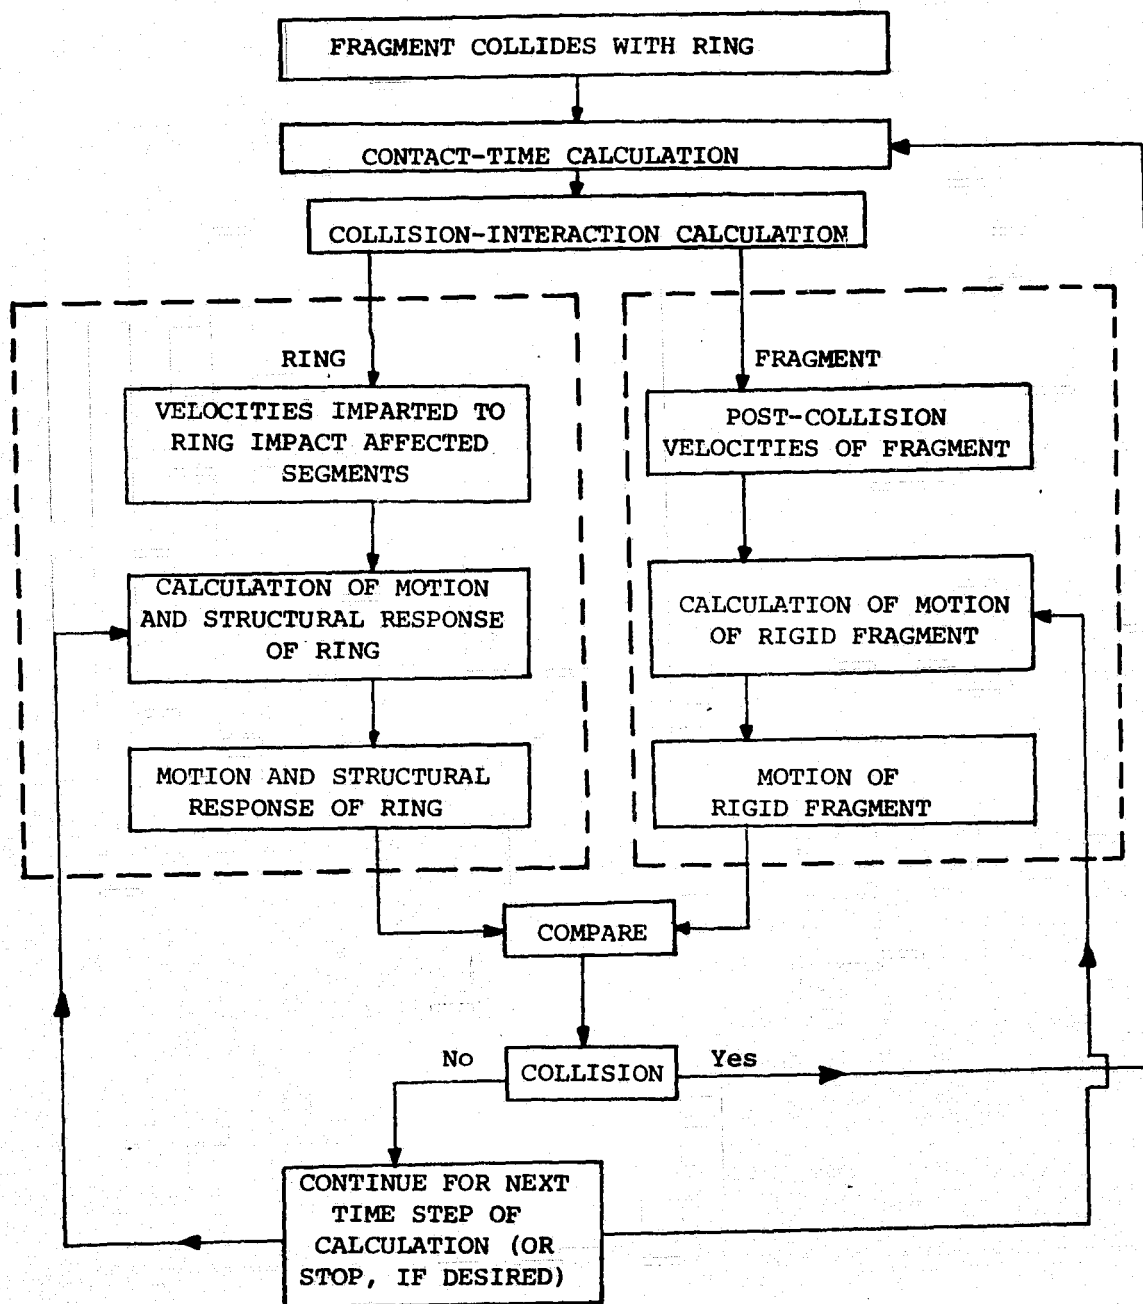 FRAGMENT COLLIDES WITH RING
CONTACT-TIME CALCULATION
COLLISION-INTERACTION CALCULATION
RING
VELOCITIES IMPARTED TO
RING IMPACT AFFECTED
SEGMENTS
CALCULATION OF MOTION
AND STRUCTURAL RESPONSE
OF RING
MOTION AND STRUCTURAL
RESPONSE OF RING
FRAGMENT
POST-COLLISION
VELOCITIES OF FRAGMENT
CALCULATION OF MOTION
OF RIGID FRAGMENT
MOTION OF
RIGID FRAGMENT
COMPARE
No
COLLISION
Yes
CONTINUE FOR NEXT
TIME STEP OF
CALCULATION (OR
STOP, IF DESIRED)